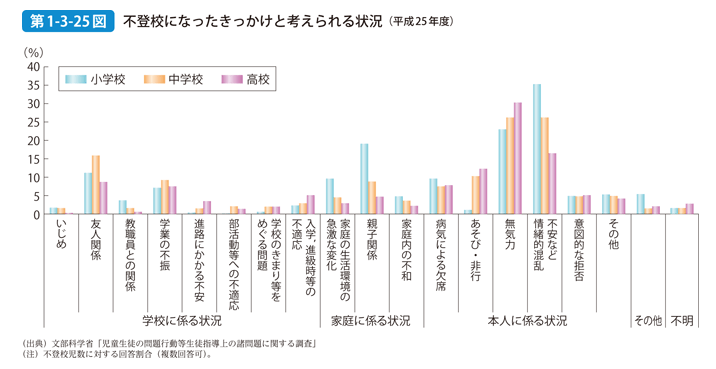 第1-3-25図 不登校になったきっかけと考えられる状況（平成25年度）
（%）
小学校 中学校 高校
40
35
30
25
20
15
10
5
0
いじめ
友人関係
教職員との関係
学業の不振
進路にかかる不安
部活動等への不適応
学校のきまり等を
めぐる問題
入学，進級時等の
不適応
家庭の生活環境の
急激な変化
親子関係
家庭内の不和
病気による欠席
あそび・非行
無気力
不安など
情緒的混乱
意図的な拒否
その他
学校に係る状況
家庭に係る状況
本人に係る状況
その他
不明
（出典）文部科学省「児童生徒の問題行動等生徒指導上の諸問題に関する調査」
（注）不登校児数に対する回答割合（複数回答可）。